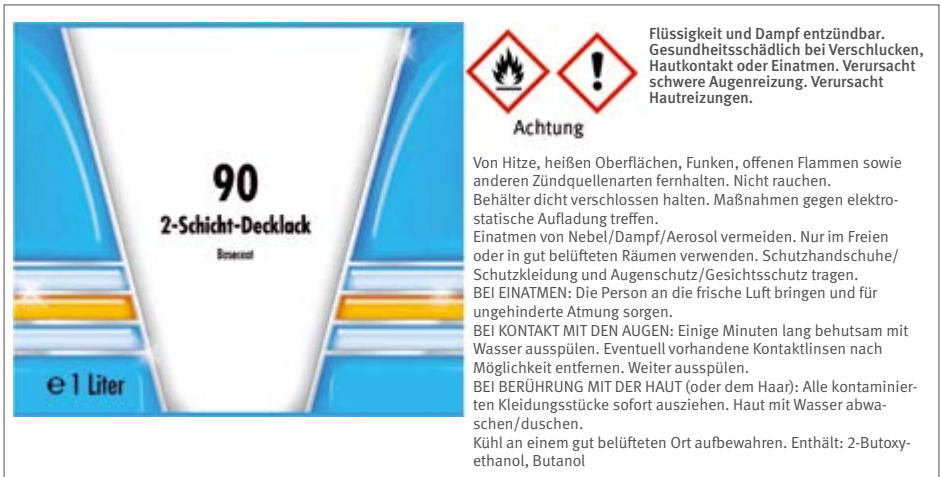 90
2-Schicht-Decklack
Basecoat
℮ 1 Liter
Achtung
Flüssigkeit und Dampf entzündbar.
Gesundheitsschädlich bei Verschlucken,
Hautkontakt oder Einatmen. Verursacht
schwere Augenreizung. Verursacht
Hautreizungen.
Von Hitze, heißen Oberflächen, Funken, offenen Flammen sowie
anderen Zündquellenarten fernhalten. Nicht rauchen.
Behälter dicht verschlossen halten. Maßnahmen gegen elektro-
statische Aufladung treffen.
Einatmen von Nebel/Dampf/Aerosol vermeiden. Nur im Freien
oder in gut belüfteten Räumen verwenden. Schutzhandschuhe/
Schutzkleidung und Augenschutz/Gesichtsschutz tragen.
BEI EINATMEN: Die Person an die frische Luft bringen und für
ungehinderte Atmung sorgen.
BEI KONTAKT MIT DEN AUGEN: Einige Minuten lang behutsam mit
Wasser ausspülen. Eventuell vorhandene Kontaktlinsen nach
Möglichkeit entfernen. Weiter ausspülen.
BEI BERÜHRUNG MIT DER HAUT (oder dem Haar): Alle kontaminier-
ten Kleidungsstücke sofort ausziehen. Haut mit Wasser abwa-
schen/duschen.
Kühl an einem gut belüfteten Ort aufbewahren. Enthält: 2-Butoxy-
ethanol, Butanol